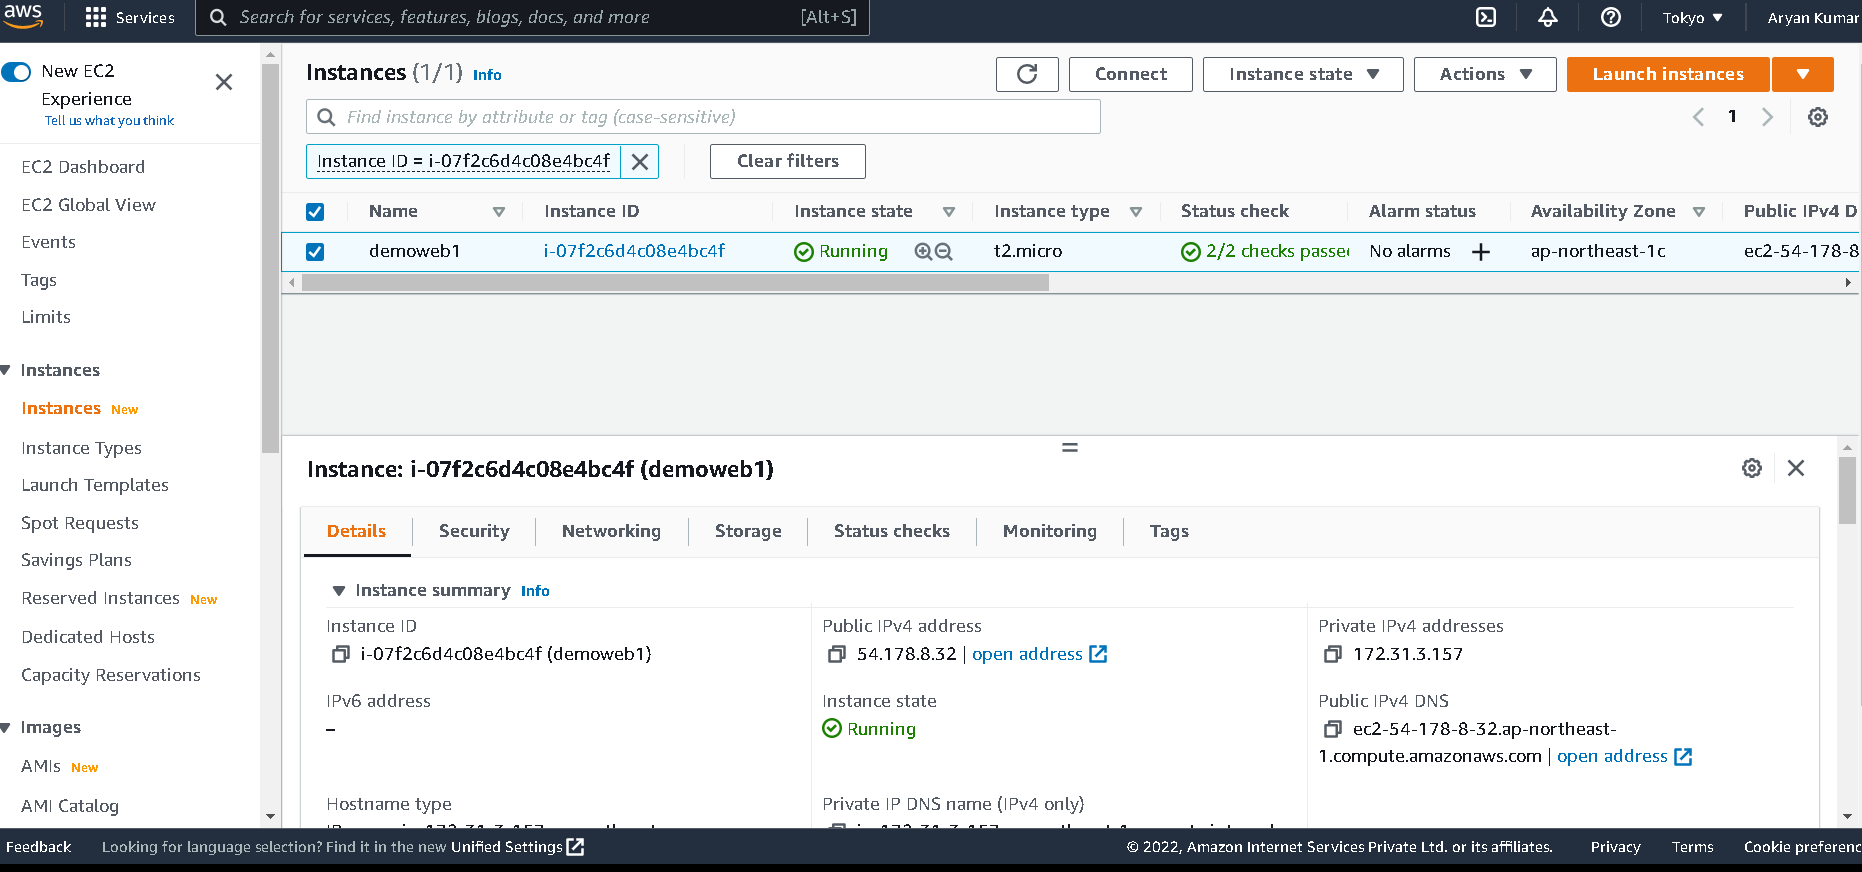 aws
Services
Search for services, features, blogs, docs, and more
[Alt+S]
Tokyo
Aryan Kumar
New EC2
Experience
Tell us what you think
EC2 Dashboard
EC2 Global View
Events
Tags
Limits
Instances
Instances New
Instance Types
Launch Templates
Spot Requests
Savings Plans
Reserved Instances New
Dedicated Hosts
Capacity Reservations
Images
AMIs New
AMI Catalog
Instances (1/1) Info
Connect
Instance state
Actions
Launch instances
Find instance by attribute or tag (case-sensitive)
1
Instance ID = i-07f2c6d4c08e4bc4f
Clear filters
Name Instance ID Instance state Instance type Status check Alarm status Availability Zone Public IPv4 D
demoweb1 i-07f2c6d4c08e4bc4f Running t2.micro 2/2 checks passed No alarms + ap-northeast-1c ec2-54-178-8
Instance: i-07f2c6d4c08e4bc4f (demoweb1)
Details Security Networking Storage Status checks Monitoring Tags
Instance summary Info
Instance ID
i-07f2c6d4c08e4bc4f (demoweb1)
Public IPv4 address
54.178.8.32 | open address
Private IPv4 addresses
172.31.3.157
IPv6 address
–
Instance state
Running
Public IPv4 DNS
ec2-54-178-8-32.ap-northeast-
1.compute.amazonaws.com | open address
Hostname type
Private IP DNS name (IPv4 only)
Feedback
Looking for language selection? Find it in the new Unified Settings
© 2022, Amazon Internet Services Private Ltd. or its affiliates.
Privacy
Terms
Cookie preferenc